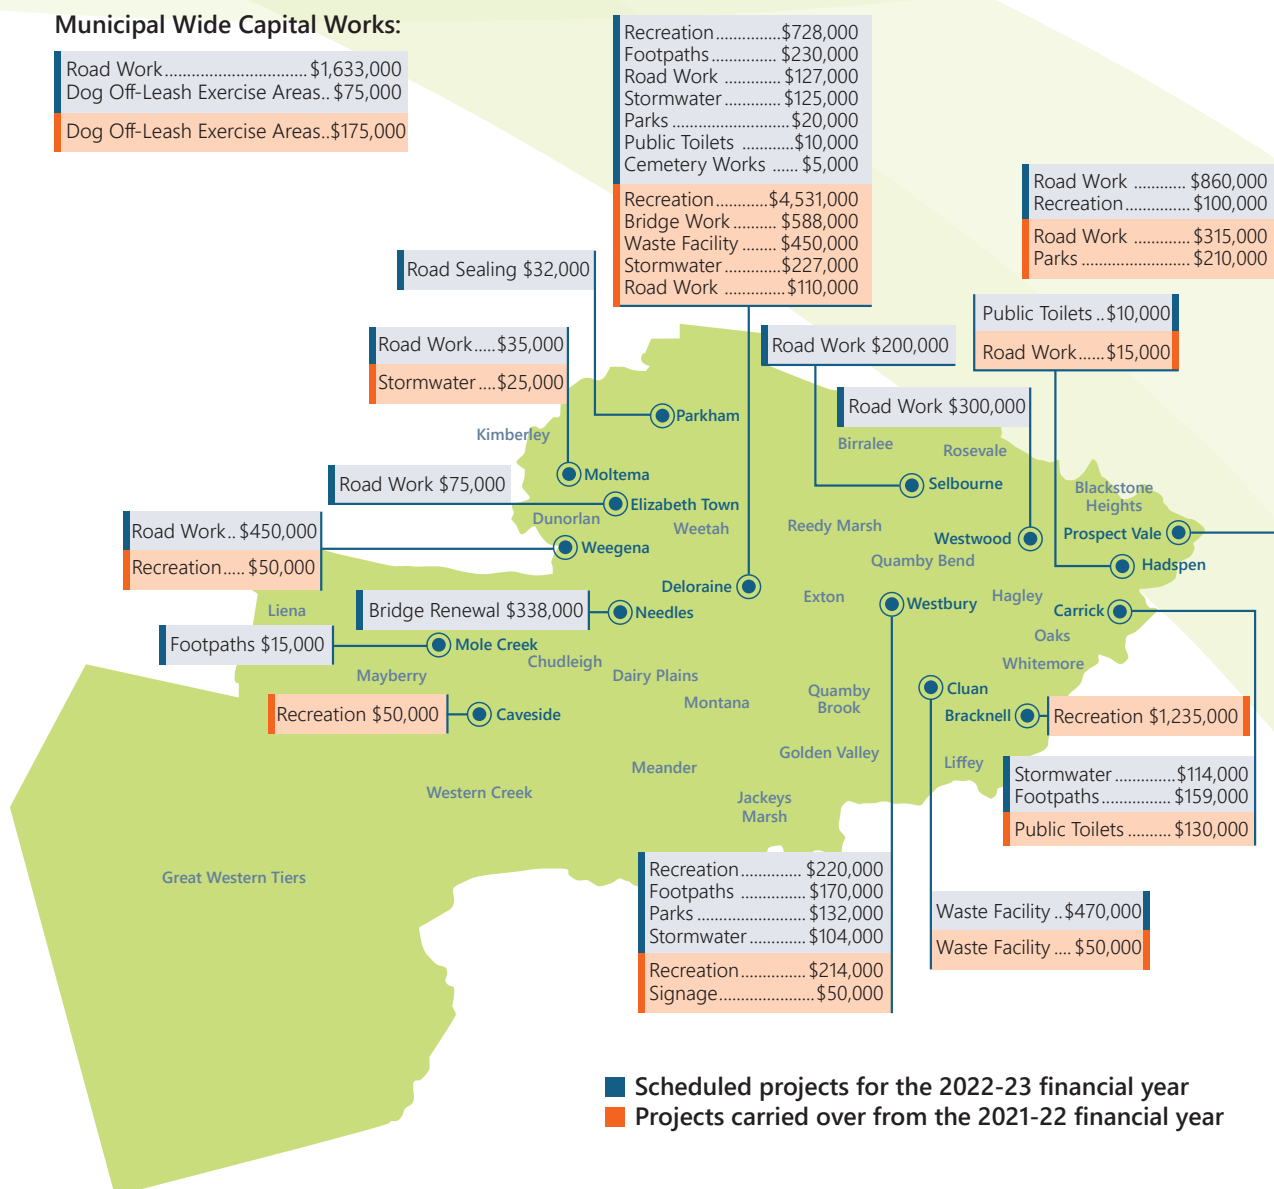 Municipal Wide Capital Works:
Road Work................................ $1,633,000
Dog Off-Leash Exercise Areas.. $75,000
Dog Off-Leash Exercise Areas..$175,000
Recreation...............$728,000
Footpaths............... $230,000
Road Work ............. $127,000
Stormwater............. $125,000
Parks ...........................$20,000
Public Toilets ............$10,000
Cemetery Works ...... $5,000
Recreation............$4,531,000
Bridge Work .......... $588,000
Waste Facility ........ $450,000
Stormwater.............$227,000
Road Work ..............$110,000
Road Work ............ $860,000
Recreation............... $100,000
Road Work .............$315,000
Parks .........................$210,000
Road Sealing $32,000
Public Toilets ..$10,000
Road Work......$15,000
Road Work.....$35,000
Stormwater ....$25,000
Road Work $200,000
Road Work $300,000
Parkham
Kimberley
Birralee
Rosevale
Moltema
Road Work $75,000
Selbourne
Blackstone
Heights
Elizabeth Town
Dunorlan
Weetah
Reedy Marsh
Road Work.. $450,000
Recreation..... $50,000
Weegena
Westwood
Prospect Vale
Quamby Bend
Hadspen
Deloraine
Exton
Hagley
Liena
Bridge Renewal $338,000
Needles
Westbury
Carrick
Footpaths $15,000
Mole Creek
Oaks
Chudleigh
Whitemore
Mayberry
Dairy Plains
Cluan
Montana
Quamby
Brook
Recreation $50,000
Caveside
Bracknell
Recreation $1,235,000
Golden Valley
Liffey
Meander
Western Creek
Jackeys
Marsh
Stormwater .............$114,000
Footpaths................ $159,000
Public Toilets .......... $130,000
Great Western Tiers
Recreation.............. $220,000
Footpaths .............. $170,000
Parks ......................... $132,000
Stormwater............. $104,000
Recreation............... $214,000
Signage......................$50,000
Waste Facility ..$470,000
Waste Facility .... $50,000
Scheduled projects for the 2022-23 financial year
Projects carried over from the 2021-22 financial year